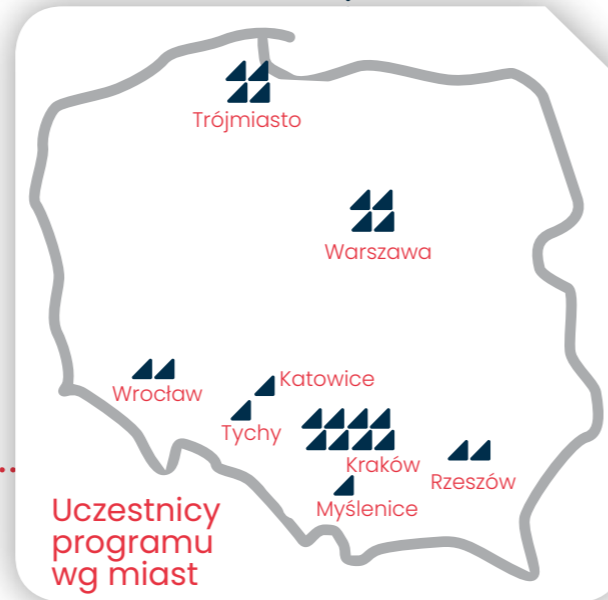 Trójmiasto
Warszawa
Katowice
Wrocław
Tychy
Kraków
Rzeszów
Myślenice
Uczestnicy
programu
wg miast